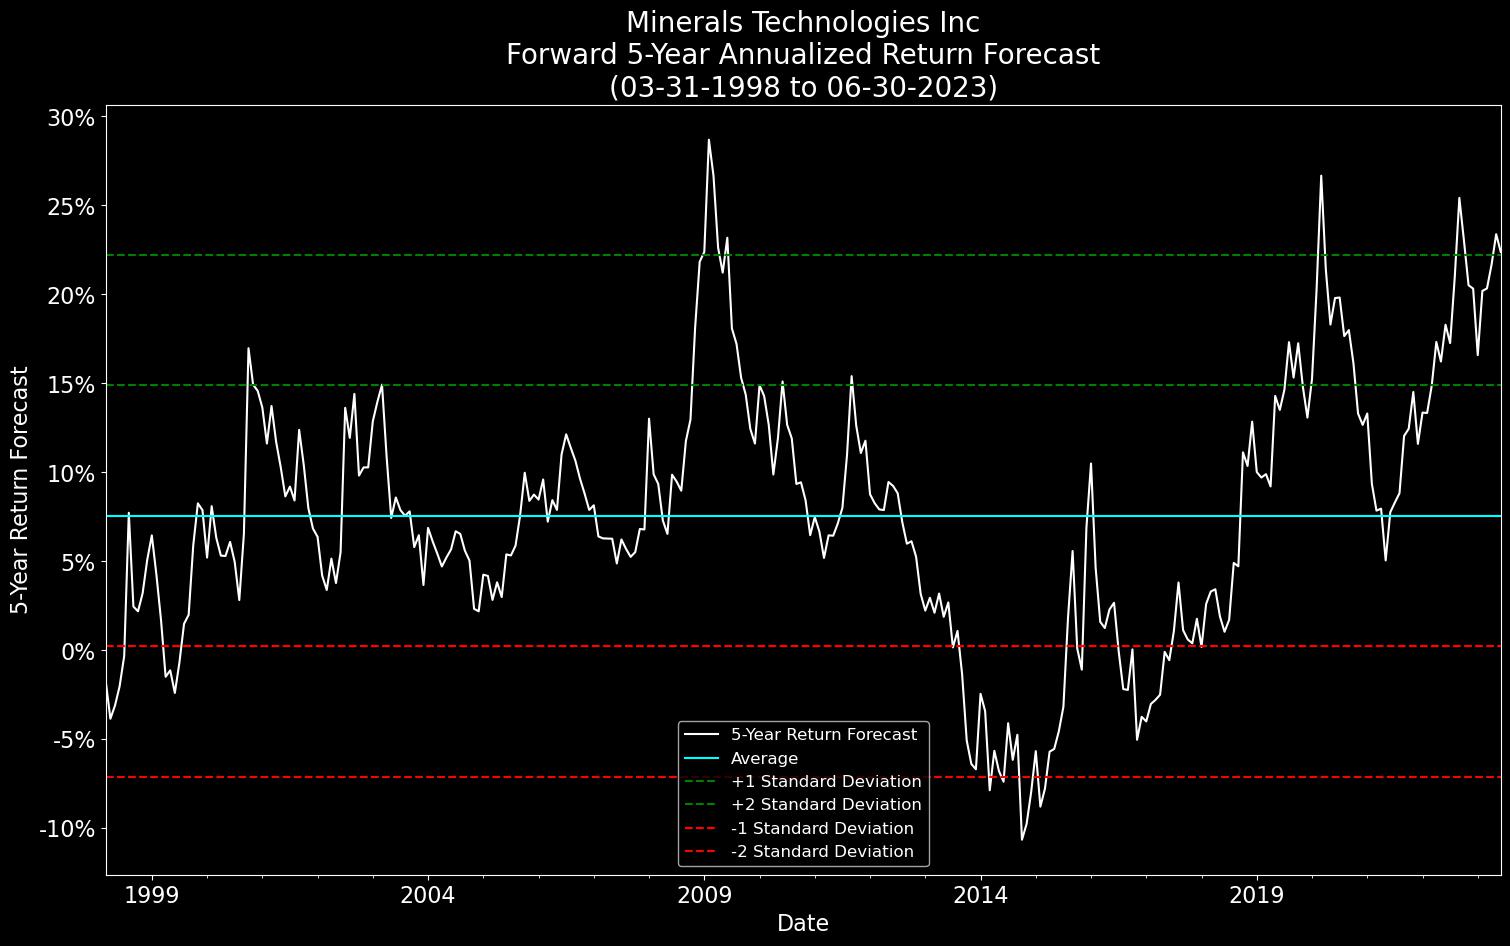 Minerals Technologies Inc
Forward 5-Year Annualized Return Forecast
(03-31-1998 to 06-30-2023)
5-Year Return Forecast
30%
25%
20%
15%
10%
5%
0%
-5%
-10%
5-Year Return Forecast
Average
+1 Standard Deviation
+2 Standard Deviation
-1 Standard Deviation
-2 Standard Deviation
1999 2004 2009 2014 2019
Date